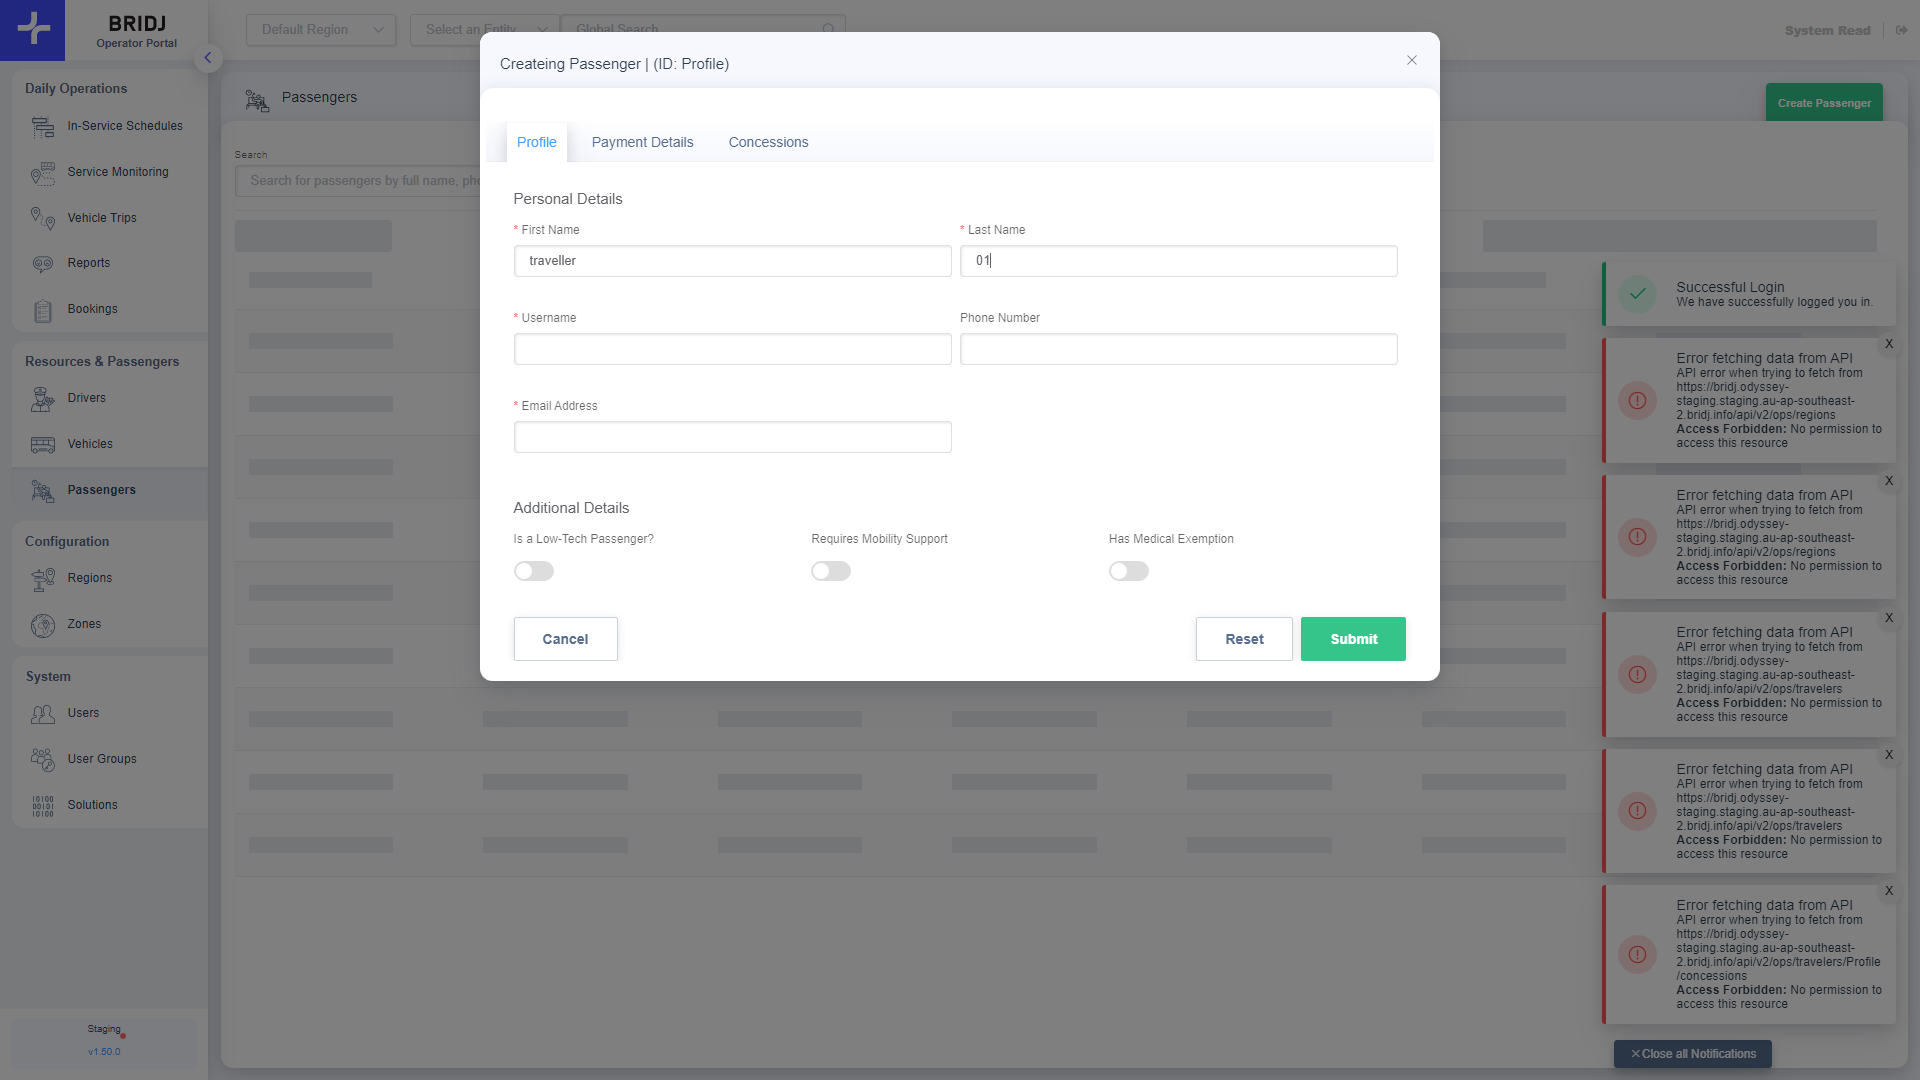 BRIDJ
Operator Portal
Default Region
Select an Entity
Global Search
System Read
Daily Operations
In-Service Schedules
Service Monitoring
Vehicle Trips
Reports
Bookings
Resources & Passengers
Drivers
Vehicles
Passengers
Configuration
Regions
Zones
System
Users
User Groups
Solutions
Staging
v1.50.0
Passengers
Create Passenger
Search
Search for passengers by full name, pho
Createing Passenger | (ID: Profile)
Profile
Payment Details
Concessions
Personal Details
* First Name
* Last Name
traveller
01
* Username
Phone Number
* Email Address
Additional Details
Is a Low-Tech Passenger?
Requires Mobility Support
Has Medical Exemption
Cancel
Reset
Submit
Successful Login
We have successfully logged you in.
X
Error fetching data from API
API error when trying to fetch from
https://bridj.odyssey-
staging.staging.au-ap-southeast-
2.bridj.info/api/v2/ops/regions
Access Forbidden: No permission to
access this resource
X
Error fetching data from API
API error when trying to fetch from
https://bridj.odyssey-
staging.staging.au-ap-southeast-
2.bridj.info/api/v2/ops/regions
Access Forbidden: No permission to
access this resource
X
Error fetching data from API
API error when trying to fetch from
https://bridj.odyssey-
staging.staging.au-ap-southeast-
2.bridj.info/api/v2/ops/travelers
Access Forbidden: No permission to
access this resource
X
Error fetching data from API
API error when trying to fetch from
https://bridj.odyssey-
staging.staging.au-ap-southeast-
2.bridj.info/api/v2/ops/travelers
Access Forbidden: No permission to
access this resource
X
Error fetching data from API
API error when trying to fetch from
https://bridj.odyssey-
staging.staging.au-ap-southeast-
2.bridj.info/api/v2/ops/travelers/Profile
/concessions
Access Forbidden: No permission to
access this resource
Close all Notifications